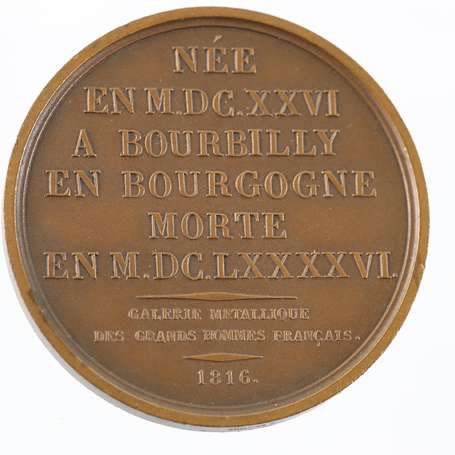 NÉE
EN M.DC.XXVI
A BOURBILLY
EN BOURGOGNE
MORTE
EN M.DC.LXXXXVI.
GALERIE METALLIQUE
DES GRANDS HOMMES FRANÇAIS.
1816.